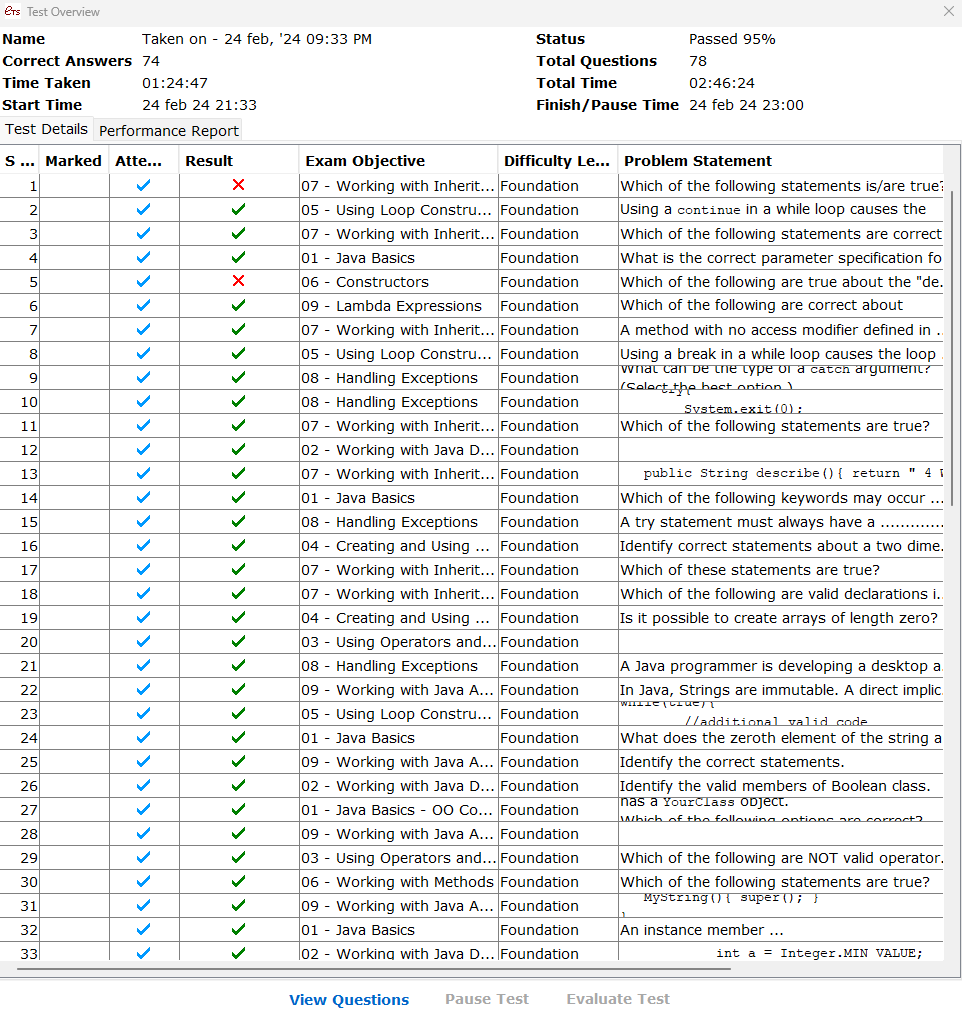 Ets Test Overview
Name Taken on - 24 feb, '24 09:33 PM Status Passed 95%
Correct Answers 74 Total Questions 78
Time Taken 01:24:47 Total Time 02:46:24
Start Time 24 feb 24 21:33 Finish/Pause Time 24 feb 24 23:00
Test Details Performance Report
S ... Marked Atte... Result Exam Objective Difficulty Le... Problem Statement
1 07 - Working with Inherit... Foundation Which of the following statements is/are true?
2 05 - Using Loop Constru... Foundation Using a continue in a while loop causes the
3 07 - Working with Inherit... Foundation Which of the following statements are correct
4 01 - Java Basics Foundation What is the correct parameter specification fo
5 06 - Constructors Foundation Which of the following are true about the "de.
6 09 - Lambda Expressions Foundation Which of the following are correct about
7 07 - Working with Inherit... Foundation A method with no access modifier defined in ..
8 05 - Using Loop Constru... Foundation Using a break in a while loop causes the loop .
9 08 - Handling Exceptions Foundation What can be the type of a catch argument?
(Select the best option.)
10 08 - Handling Exceptions Foundation try{
System.exit(0);
11 07 - Working with Inherit... Foundation Which of the following statements are true?
12 02 - Working with Java D... Foundation
13 07 - Working with Inherit... Foundation public String describe(){ return " 4 W
14 01 - Java Basics Foundation Which of the following keywords may occur ...
15 08 - Handling Exceptions Foundation A try statement must always have a .............
16 04 - Creating and Using ... Foundation Identify correct statements about a two dime.
17 07 - Working with Inherit... Foundation Which of these statements are true?
18 07 - Working with Inherit... Foundation Which of the following are valid declarations i..
19 04 - Creating and Using ... Foundation Is it possible to create arrays of length zero?
20 03 - Using Operators and... Foundation
21 08 - Handling Exceptions Foundation A Java programmer is developing a desktop a.
22 09 - Working with Java A... Foundation In Java, Strings are immutable. A direct implic.
23 05 - Using Loop Constru... Foundation while(true){
//additional valid code
24 01 - Java Basics Foundation What does the zeroth element of the string a
25 09 - Working with Java A... Foundation Identify the correct statements.
26 02 - Working with Java D... Foundation Identify the valid members of Boolean class.
27 01 - Java Basics - OO Co... Foundation has a YourClass object.
Which of the following options are correct?
28 09 - Working with Java A... Foundation
29 03 - Using Operators and... Foundation Which of the following are NOT valid operator.
30 06 - Working with Methods Foundation Which of the following statements are true?
31 09 - Working with Java A... Foundation MyString(){ super(); }
}
32 01 - Java Basics Foundation An instance member ...
33 02 - Working with Java D... Foundation int a = Integer.MIN_VALUE;
View Questions Pause Test Evaluate Test